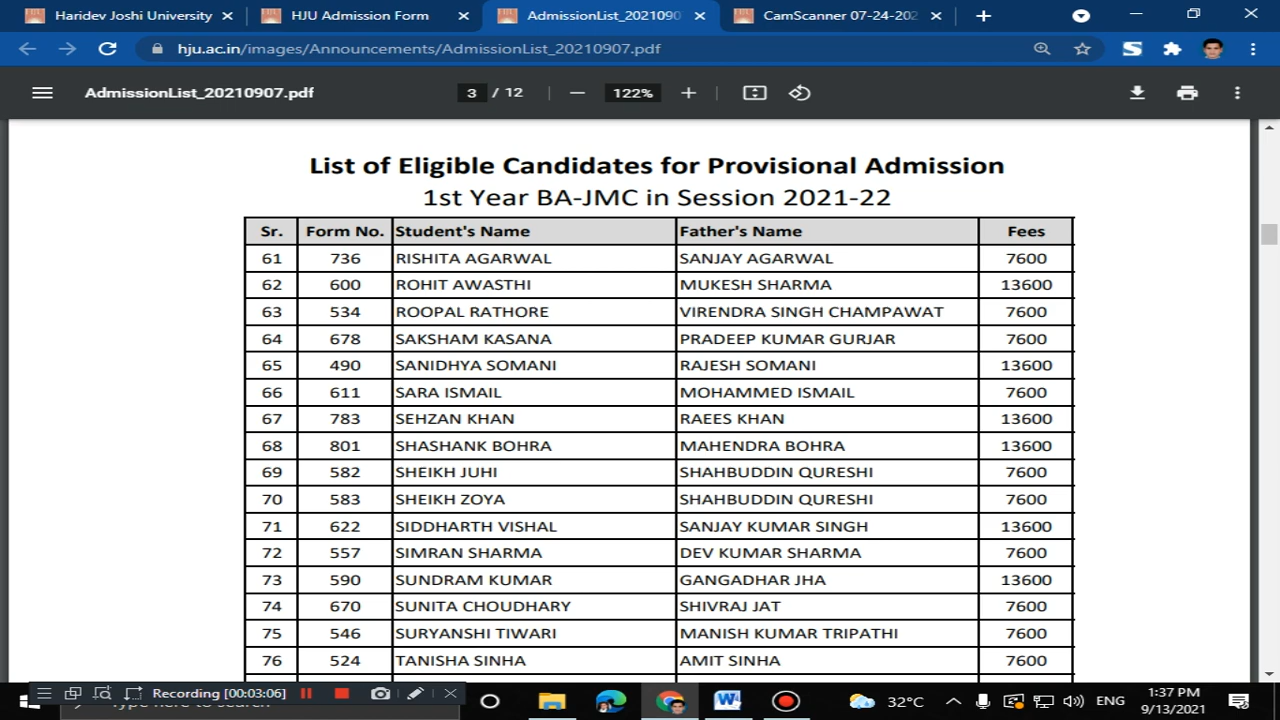 Haridev Joshi University
HJU Admission Form
AdmissionList_2021090
CamScanner 07-24-202
hju.ac.in/images/Announcements/AdmissionList_20210907.pdf
AdmissionList_20210907.pdf
3 / 12
122%
List of Eligible Candidates for Provisional Admission
1st Year BA-JMC in Session 2021-22
Sr. Form No. Student's Name Father's Name Fees
61 736 RISHITA AGARWAL SANJAY AGARWAL 7600
62 600 ROHIT AWASTHI MUKESH SHARMA 13600
63 534 ROOPAL RATHORE VIRENDRA SINGH CHAMPAWAT 7600
64 678 SAKSHAM KASANA PRADEEP KUMAR GURJAR 7600
65 490 SANIDHYA SOMANI RAJESH SOMANI 13600
66 611 SARA ISMAIL MOHAMMED ISMAIL 7600
67 783 SEHZAN KHAN RAEES KHAN 13600
68 801 SHASHANK BOHRA MAHENDRA BOHRA 13600
69 582 SHEIKH JUHI SHAHBUDDIN QURESHI 7600
70 583 SHEIKH ZOYA SHAHBUDDIN QURESHI 7600
71 622 SIDDHARTH VISHAL SANJAY KUMAR SINGH 13600
72 557 SIMRAN SHARMA DEV KUMAR SHARMA 7600
73 590 SUNDRAM KUMAR GANGADHAR JHA 13600
74 670 SUNITA CHOUDHARY SHIVRAJ JAT 7600
75 546 SURYANSHI TIWARI MANISH KUMAR TRIPATHI 7600
76 524 TANISHA SINHA AMIT SINHA 7600
Recording [00:03:06]
Type here to search
32°C
ENG
1:37 PM
9/13/2021